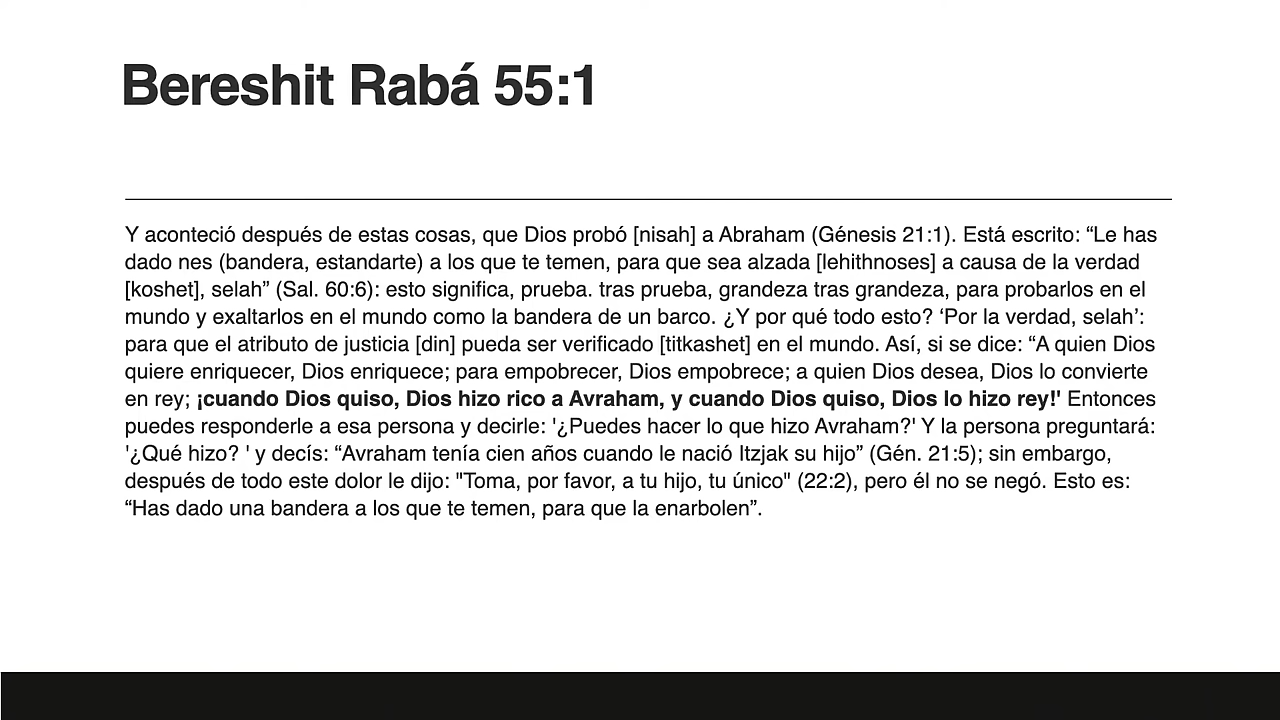 Bereshit Rabá 55:1
Y aconteció después de estas cosas, que Dios probó [nisah] a Abraham (Génesis 21:1). Está escrito: “Le has
dado nes (bandera, estandarte) a los que te temen, para que sea alzada [lehithnoses] a causa de la verdad
[koshet], selah” (Sal. 60:6): esto significa, prueba. tras prueba, grandeza tras grandeza, para probarlos en el
mundo y exaltarlos en el mundo como la bandera de un barco. ¿Y por qué todo esto? ‘Por la verdad, selah’:
para que el atributo de justicia [din] pueda ser verificado [titkashet] en el mundo. Así, si se dice: “A quien Dios
quiere enriquecer, Dios enriquece; para empobrecer, Dios empobrece; a quien Dios desea, Dios lo convierte
en rey; ¡cuando Dios quiso, Dios hizo rico a Avraham, y cuando Dios quiso, Dios lo hizo rey!' Entonces
puedes responderle a esa persona y decirle: '¿Puedes hacer lo que hizo Avraham?' Y la persona preguntará:
'¿Qué hizo? ' y decís: “Avraham tenía cien años cuando le nació Itzjak su hijo” (Gén. 21:5); sin embargo,
después de todo este dolor le dijo: "Toma, por favor, a tu hijo, tu único" (22:2), pero él no se negó. Esto es:
“Has dado una bandera a los que te temen, para que la enarbolen”.